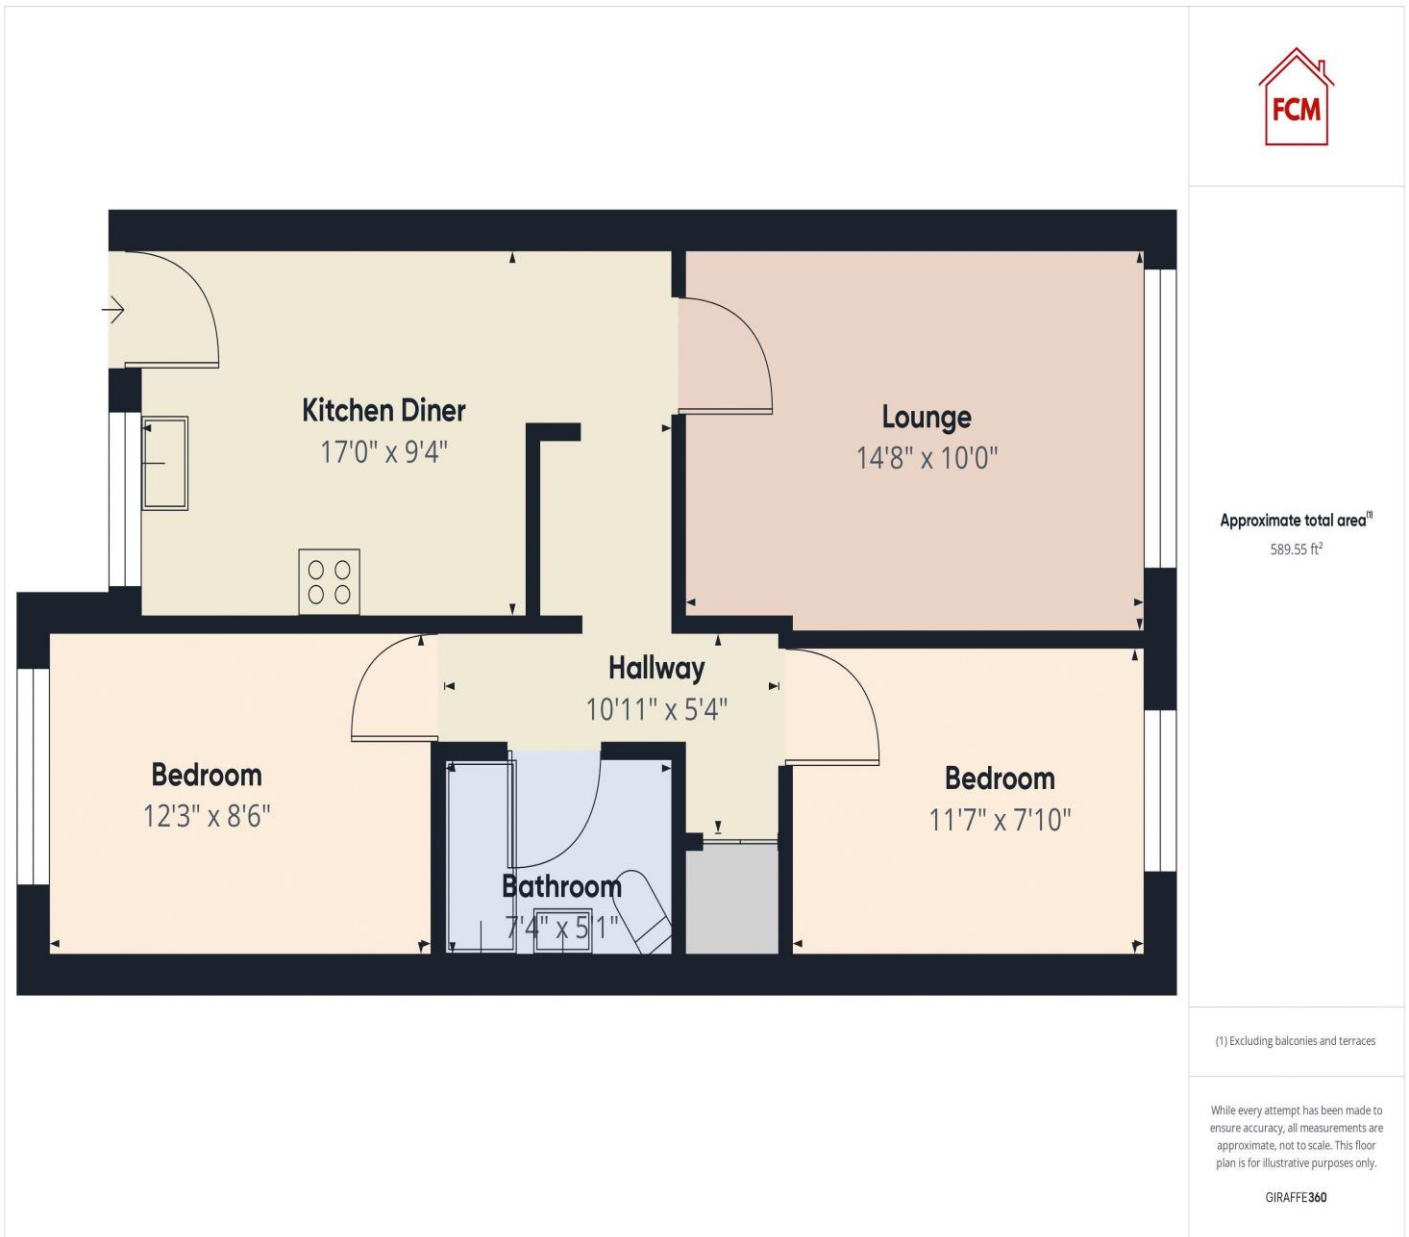 FCM
Kitchen Diner
17'0" x 9'4"
Lounge
14'8" x 10'0"
Hallway
10'11" x 5'4"
Bedroom
12'3" x 8'6"
Bedroom
11'7" x 7'10"
Bathroom
7'4" x 5'1"
Approximate total area(1)
589.55 ft²
(1) Excluding balconies and terraces
While every attempt has been made to
ensure accuracy, all measurements are
approximate, not to scale. This floor
plan is for illustrative purposes only.
GIRAFFE360